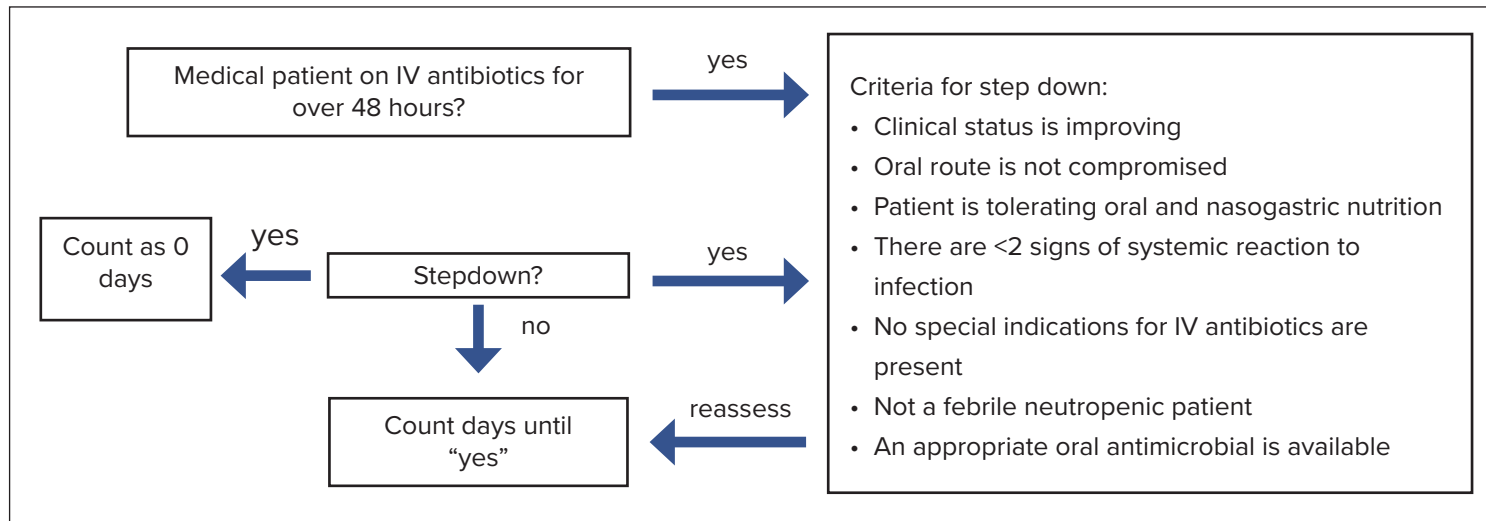 Medical patient on IV antibiotics for
over 48 hours?
yes
Criteria for step down:
• Clinical status is improving
• Oral route is not compromised
• Patient is tolerating oral and nasogastric nutrition
• There are <2 signs of systemic reaction to
infection
• No special indications for IV antibiotics are
present
• Not a febrile neutropenic patient
• An appropriate oral antimicrobial is available
Count as 0
days
yes
Stepdown?
yes
no
Count days until
“yes”
reassess